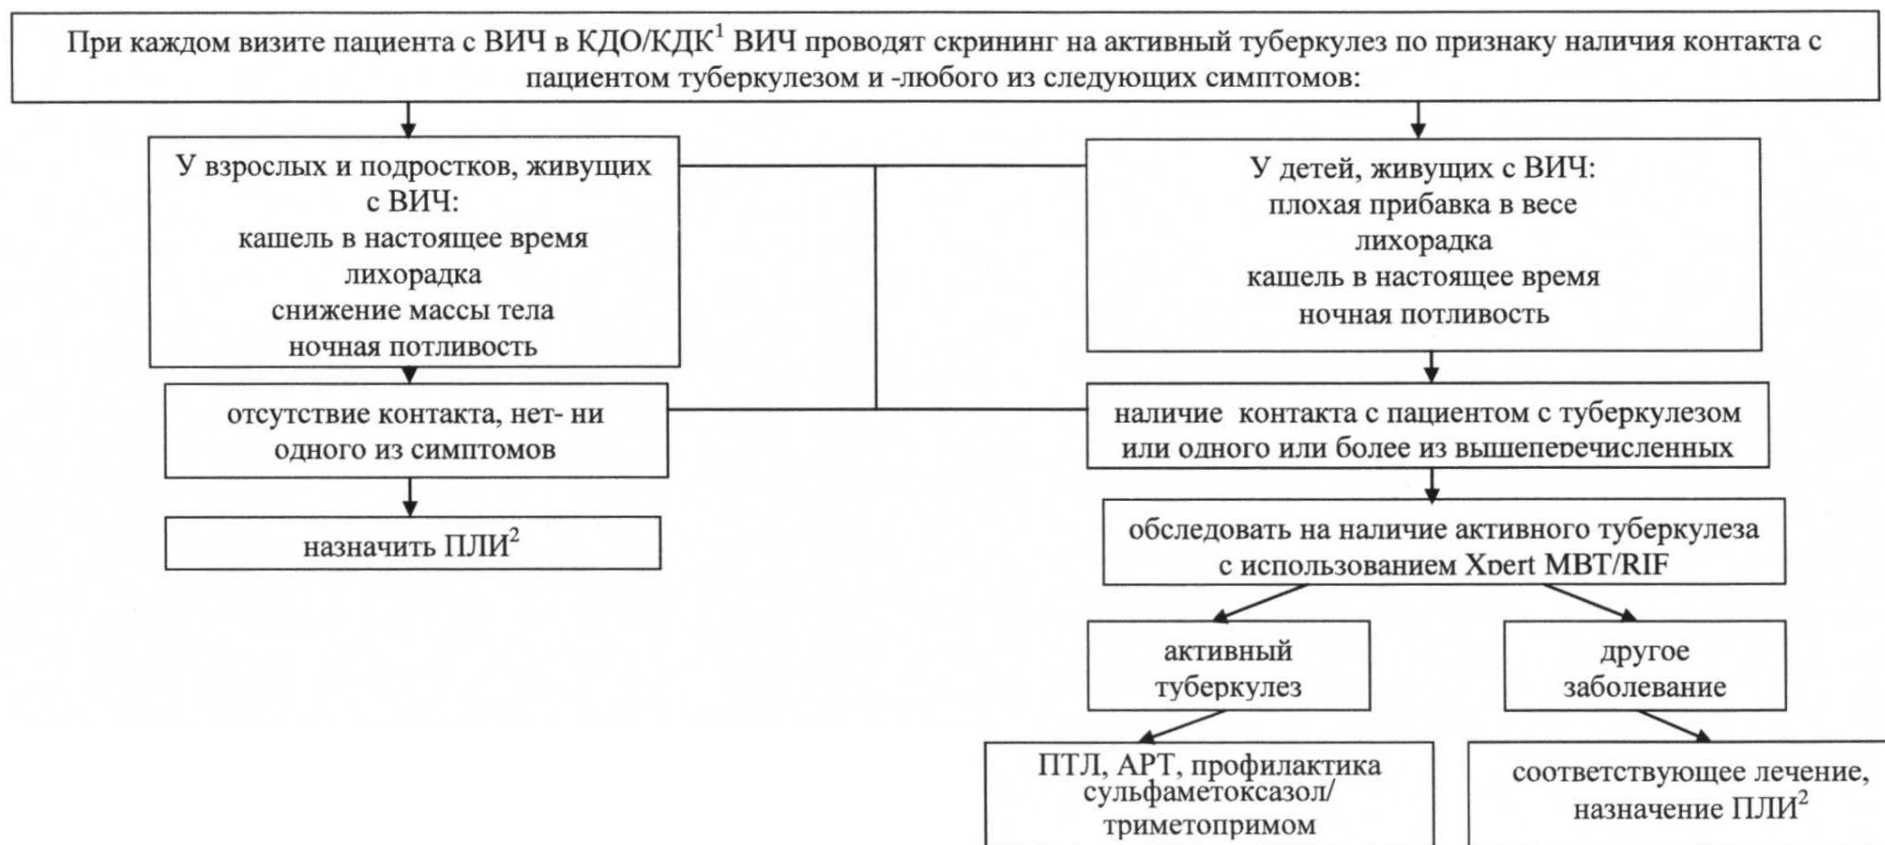 При каждом визите пациента с ВИЧ в КДО/КДК¹ ВИЧ проводят скрининг на активный туберкулез по признаку наличия контакта с
пациентом туберкулезом и -любого из следующих симптомов:
У взрослых и подростков, живущих
с ВИЧ:
кашель в настоящее время
лихорадка
снижение массы тела
ночная потливость
У детей, живущих с ВИЧ:
плохая прибавка в весе
лихорадка
кашель в настоящее время
ночная потливость
отсутствие контакта, нет- ни
одного из симптомов
наличие контакта с пациентом с туберкулезом
или одного или более из вышеперечисленных
назначить ПЛИ²
обследовать на наличие активного туберкулеза
с использованием Xpert MBT/RIF
активный
туберкулез
другое
заболевание
ПТЛ, АРТ, профилактика
сульфаметоксазол/
триметопримом
соответствующее лечение,
назначение ПЛИ²